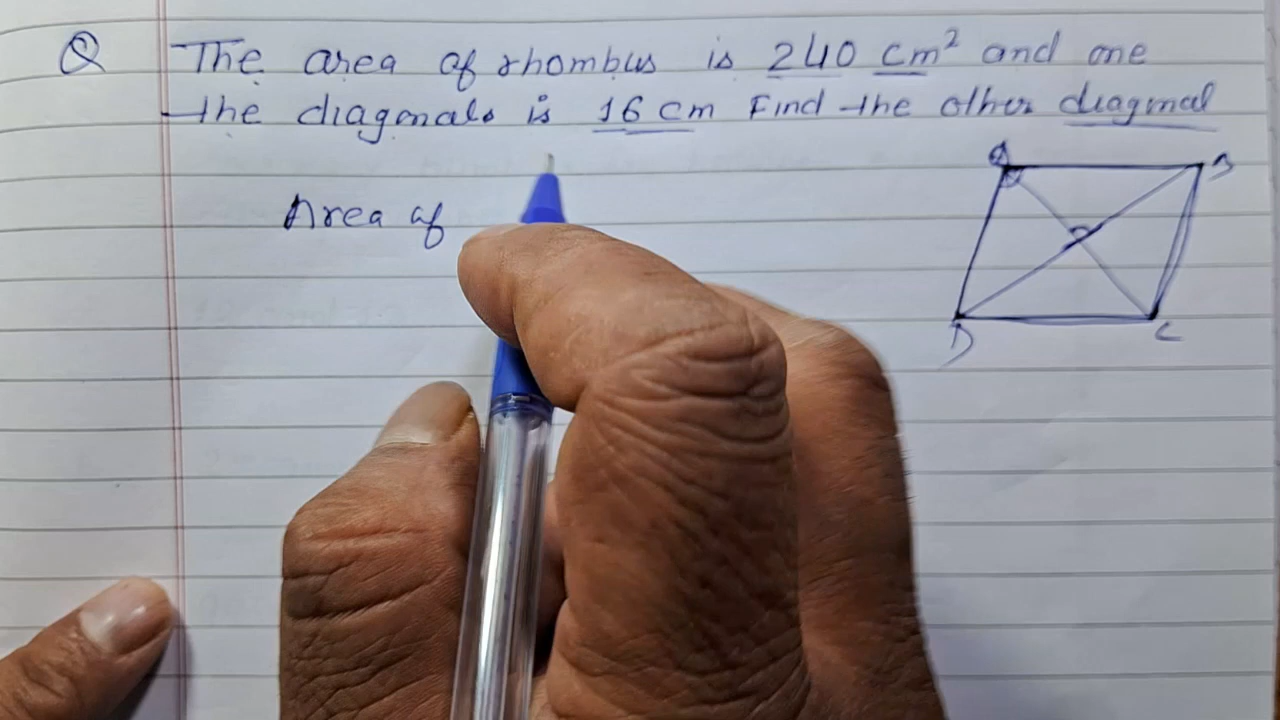 Q The area of rhombus is 240 cm² and one
the diagonals is 16 cm Find the other diagonal
Area of
A B
D C